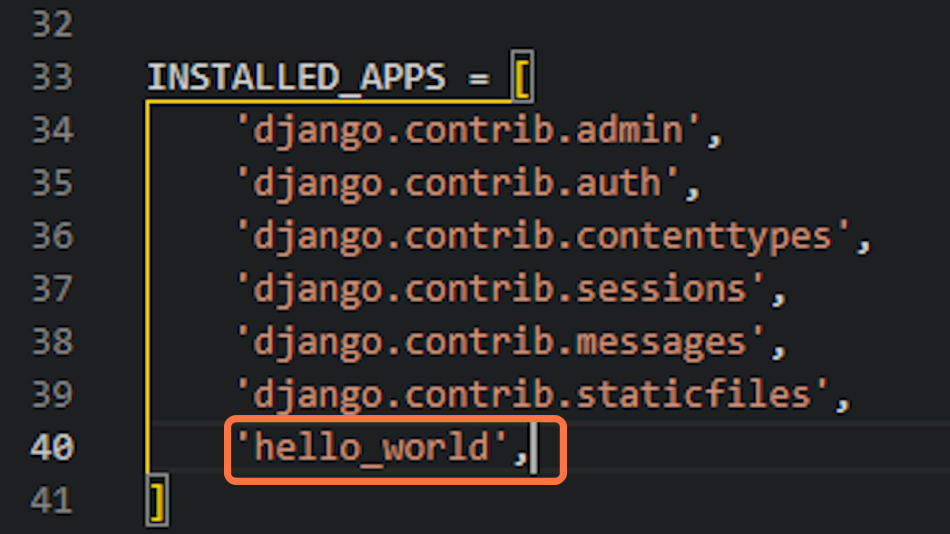 32
33 INSTALLED_APPS = [
34 'django.contrib.admin',
35 'django.contrib.auth',
36 'django.contrib.contenttypes',
37 'django.contrib.sessions',
38 'django.contrib.messages',
39 'django.contrib.staticfiles',
40 'hello_world',
41 ]